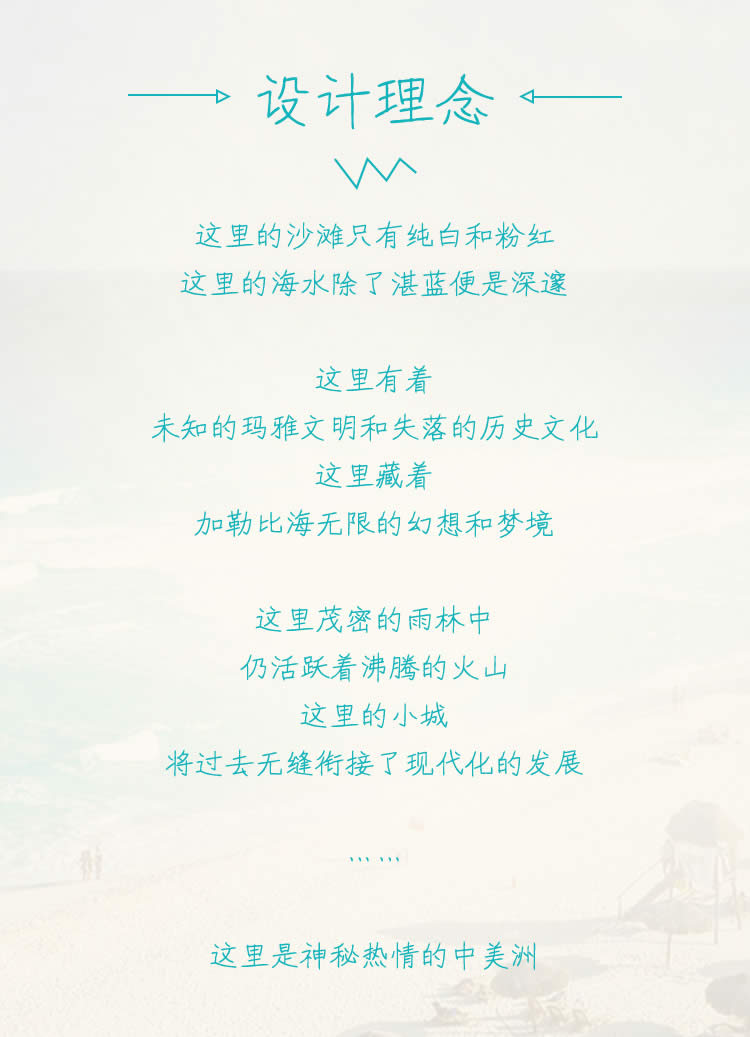 设计理念
这里的沙滩只有纯白和粉红
这里的海水除了湛蓝便是深邃
这里有着
未知的玛雅文明和失落的历史文化
这里藏着
加勒比海无限的幻想和梦境
这里茂密的雨林中
仍活跃着沸腾的火山
这里的小城
将过去无缝衔接了现代化的发展
……
这里是神秘热情的中美洲